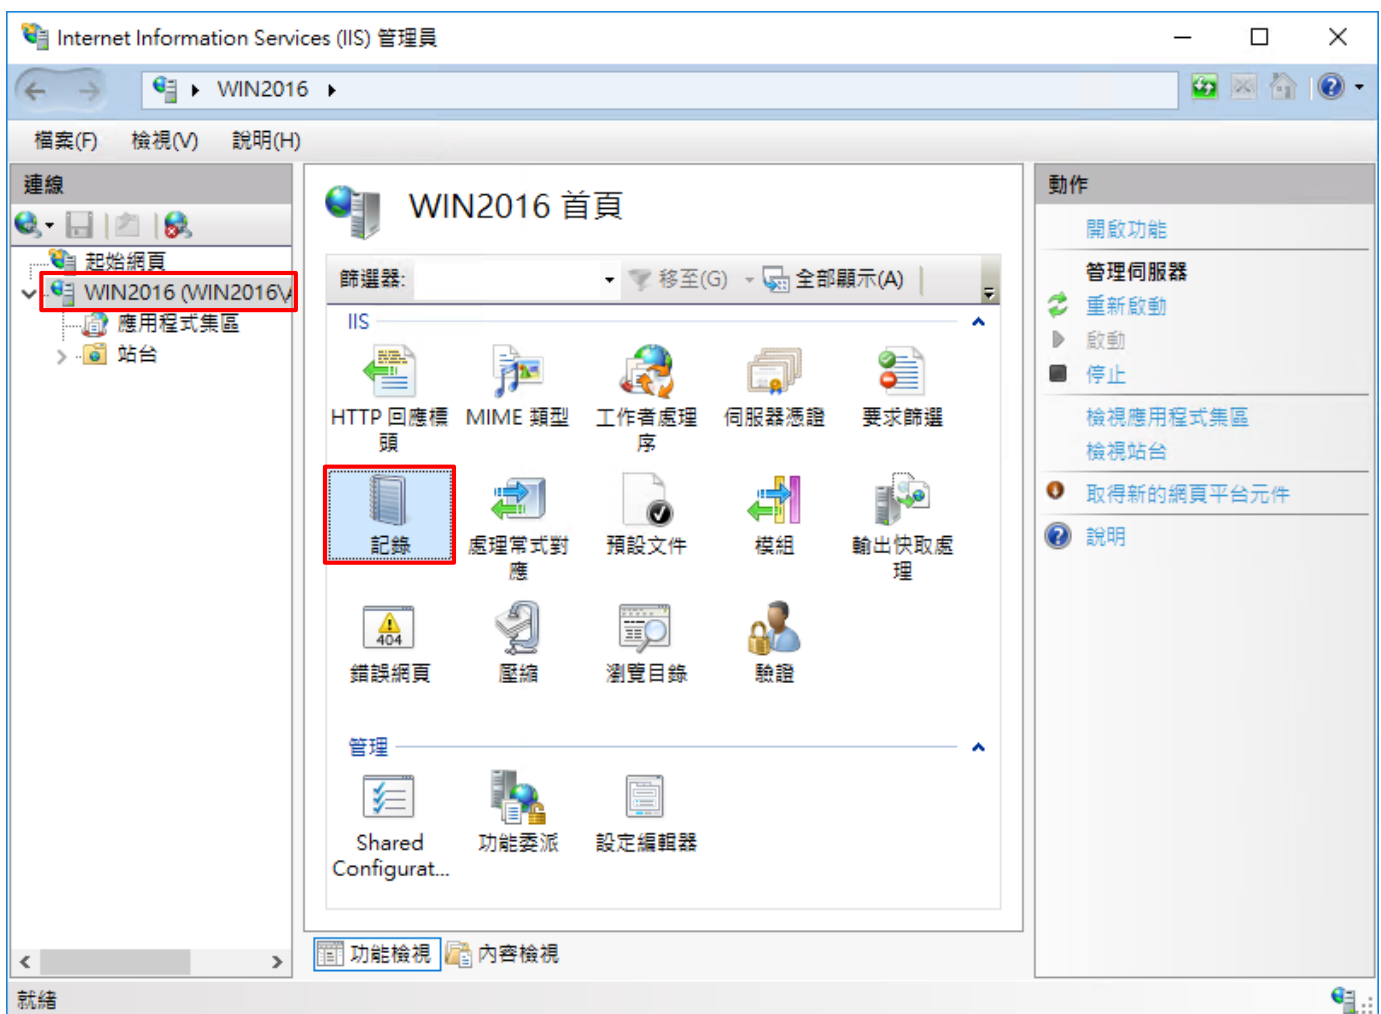 Internet Information Services (IIS) 管理員
WIN2016
檔案(F) 檢視(V) 說明(H)
連線
起始網頁
WIN2016 (WIN2016\
應用程式集區
站台
WIN2016 首頁
篩選器: 移至(G) 全部顯示(A)
IIS
HTTP 回應標
頭
MIME 類型
工作者處理
序
伺服器憑證
要求篩選
記錄
處理常式對
應
預設文件
模組
輸出快取處
理
404
錯誤網頁
壓縮
瀏覽目錄
驗證
管理
Shared
Configurat...
功能委派
設定編輯器
功能檢視 內容檢視
動作
開啟功能
管理伺服器
重新啟動
啟動
停止
檢視應用程式集區
檢視站台
取得新的網頁平台元件
說明
就緒